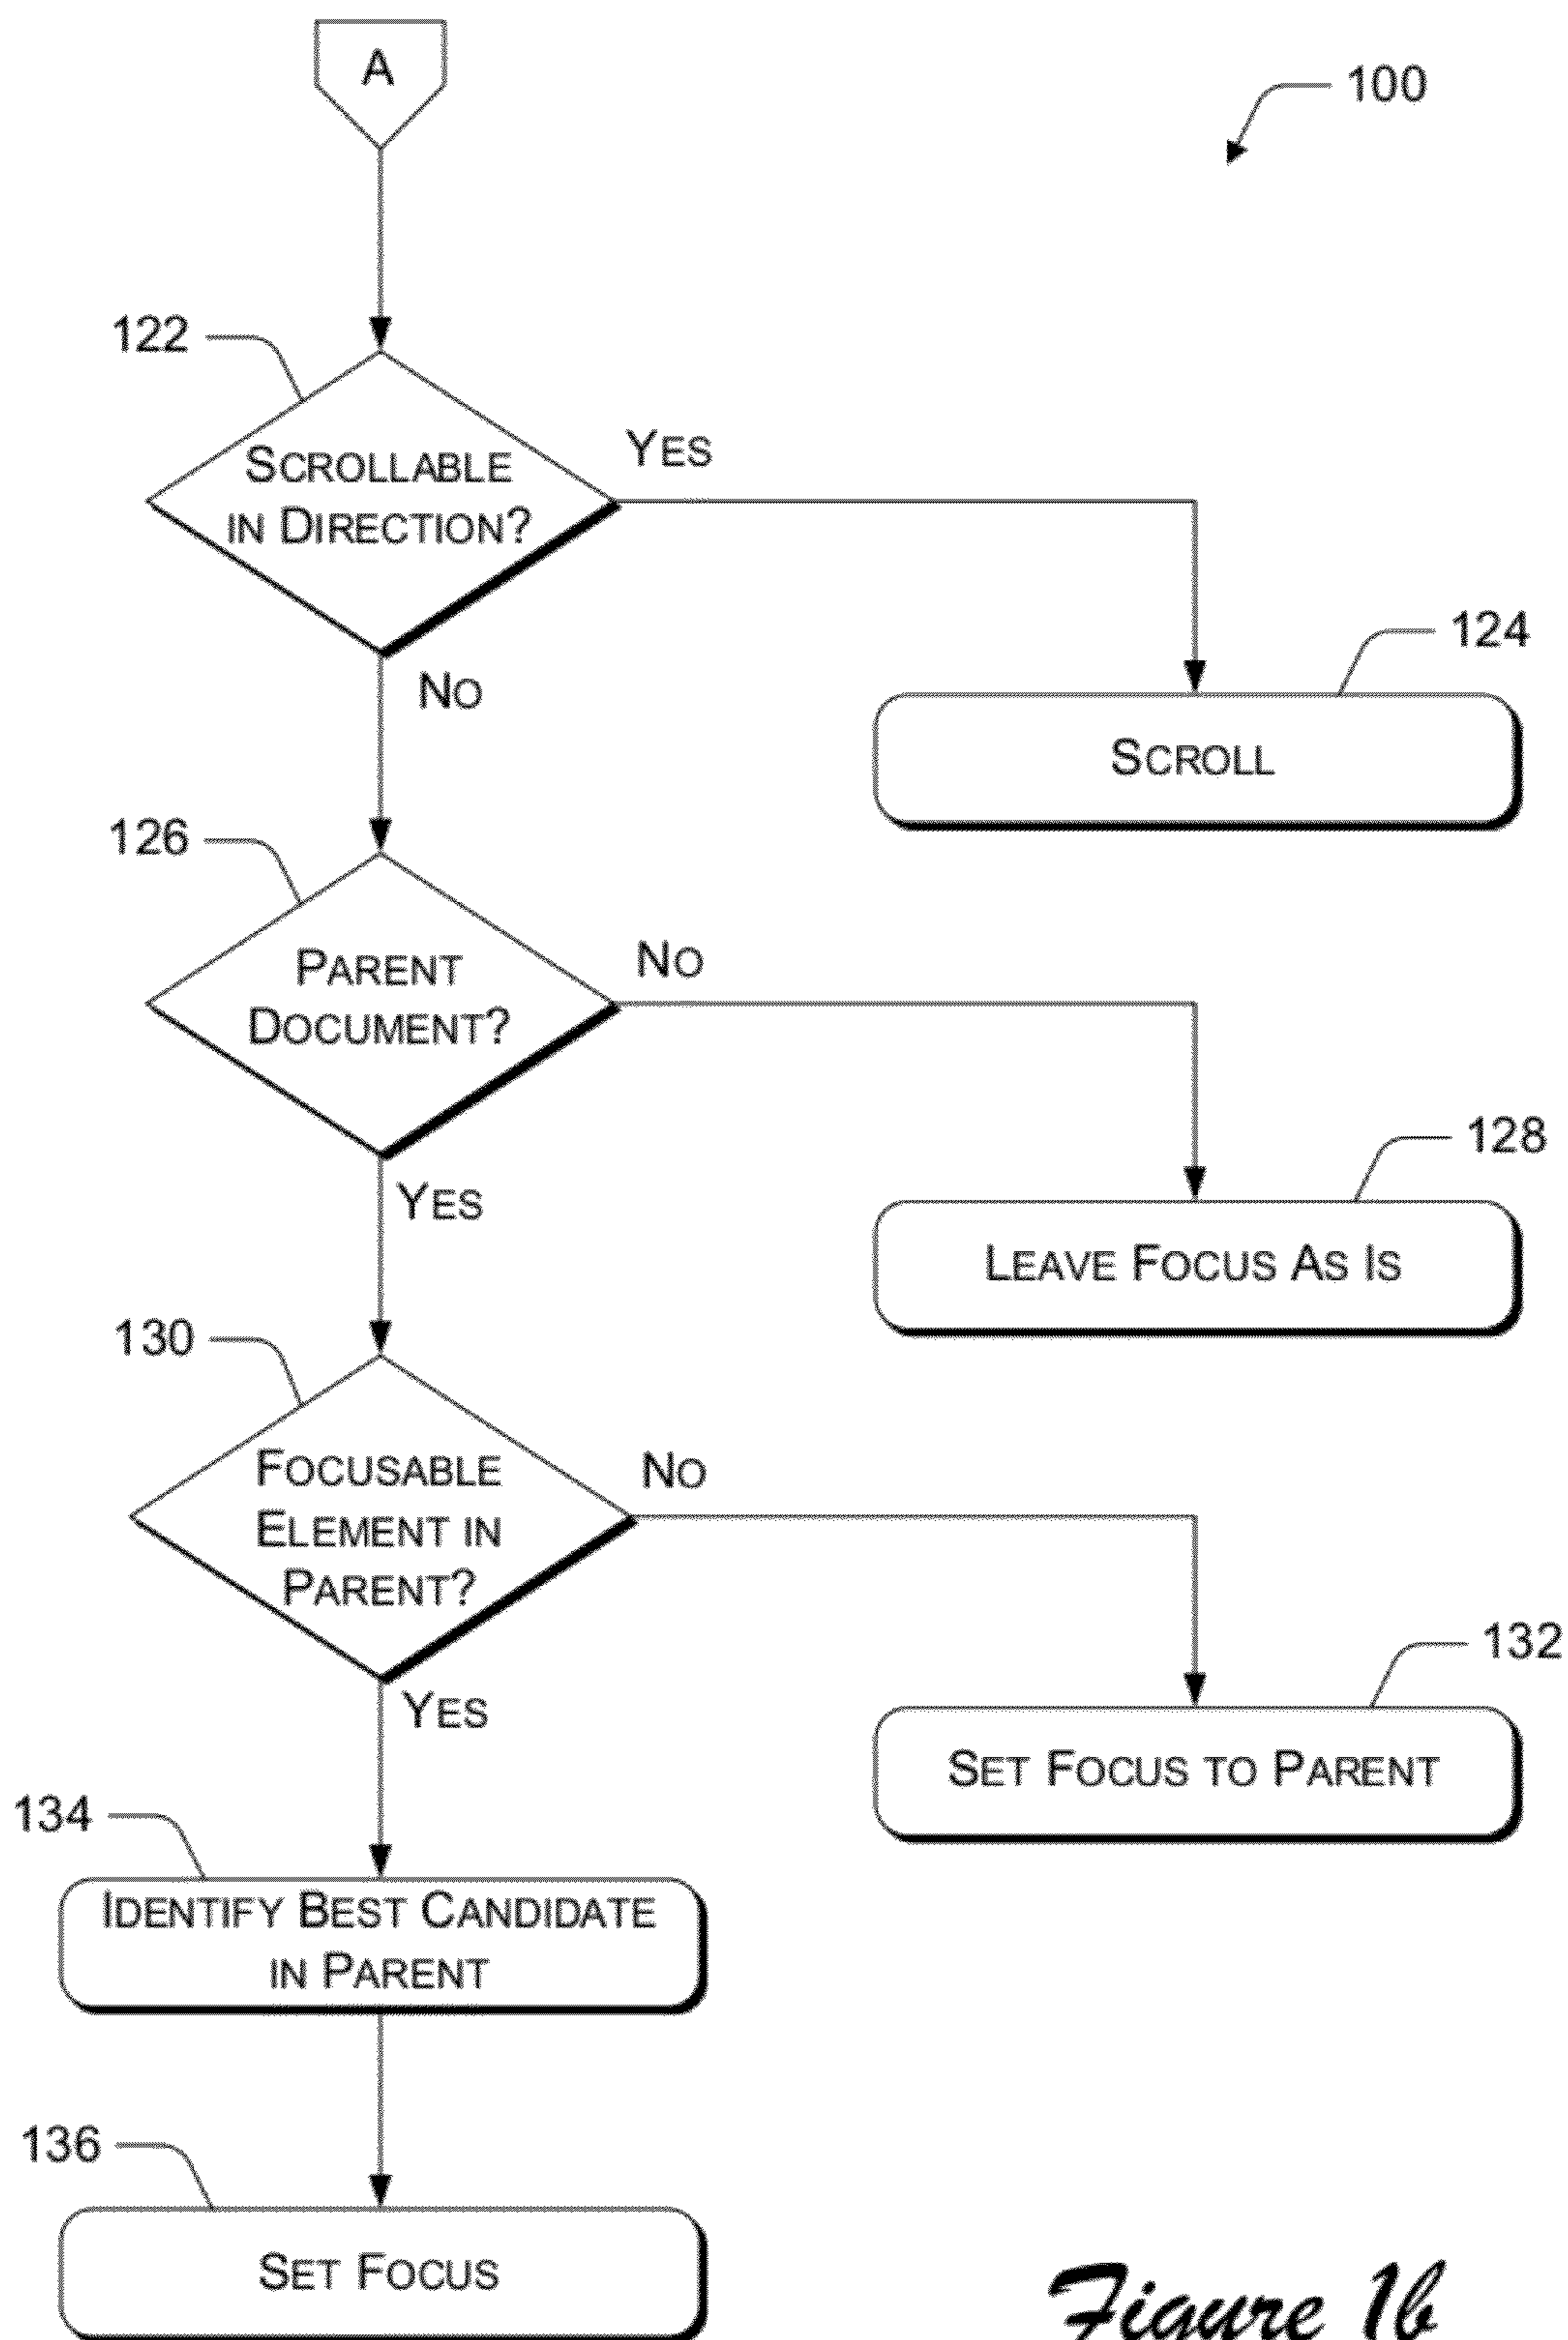 A
100
122
SCROLLABLE
IN DIRECTION?
YES
NO
124
SCROLL
126
PARENT
DOCUMENT?
NO
YES
128
LEAVE FOCUS AS IS
130
FOCUSABLE
ELEMENT IN
PARENT?
NO
YES
132
SET FOCUS TO PARENT
134
IDENTIFY BEST CANDIDATE
IN PARENT
136
SET FOCUS
Figure 1b